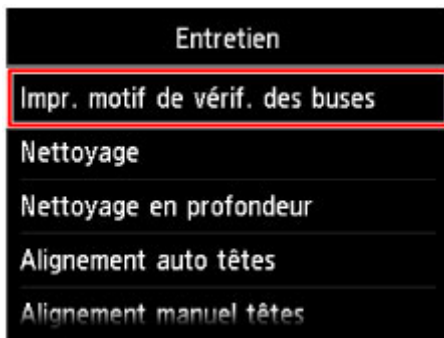 Entretien
Impr. motif de vérif. des buses
Nettoyage
Nettoyage en profondeur
Alignement auto têtes
Alignement manuel têtes